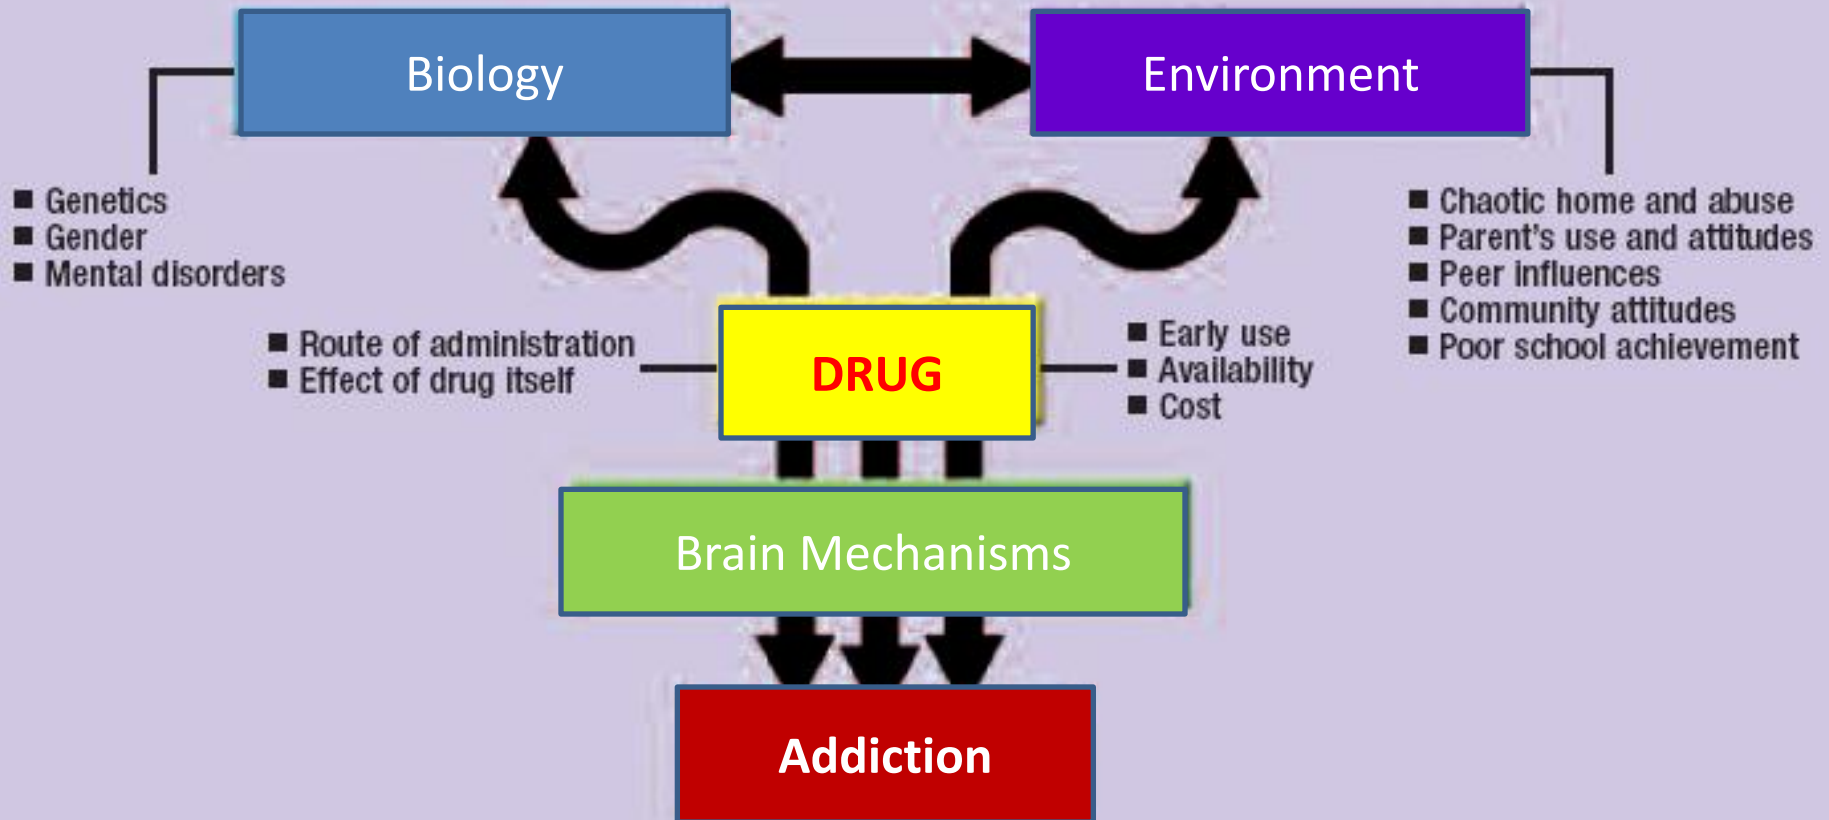 Biology
Environment
■ Genetics
■ Gender
■ Mental disorders
■ Chaotic home and abuse
■ Parent's use and attitudes
■ Peer influences
■ Community attitudes
■ Poor school achievement
■ Route of administration
■ Effect of drug itself
DRUG
■ Early use
■ Availability
■ Cost
Brain Mechanisms
Addiction